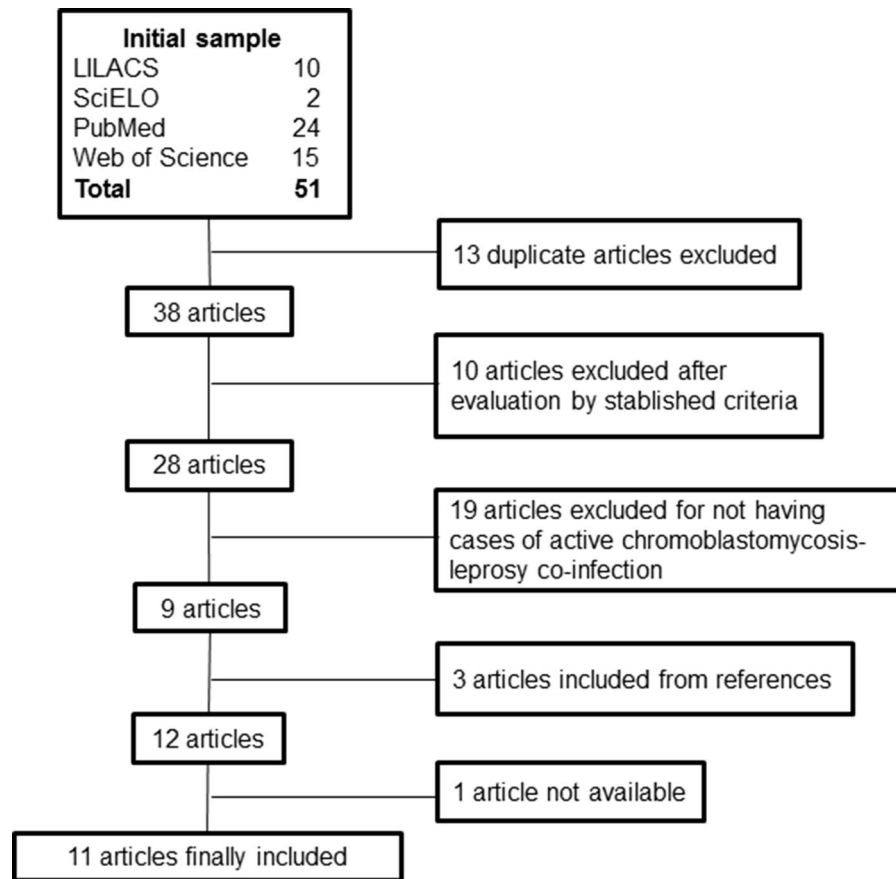 Initial sample
LILACS 10
SciELO 2
PubMed 24
Web of Science 15
Total 51
13 duplicate articles excluded
38 articles
10 articles excluded after
evaluation by stablished criteria
28 articles
19 articles excluded for not having
cases of active chromoblastomycosis-
leprosy co-infection
9 articles
3 articles included from references
12 articles
1 article not available
11 articles finally included